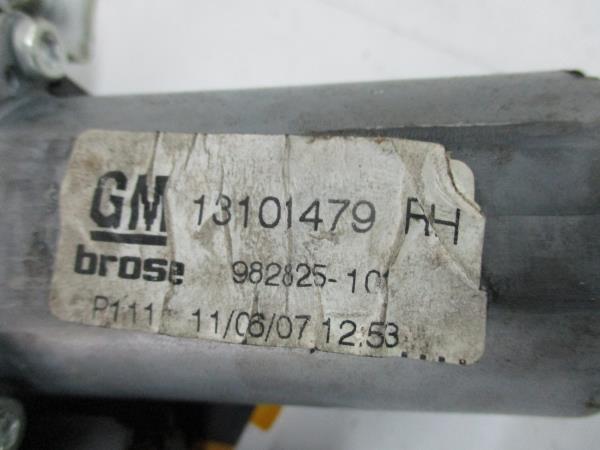 GM 13101479 RH
brose 982825-101
P111 11/06/07 12:53